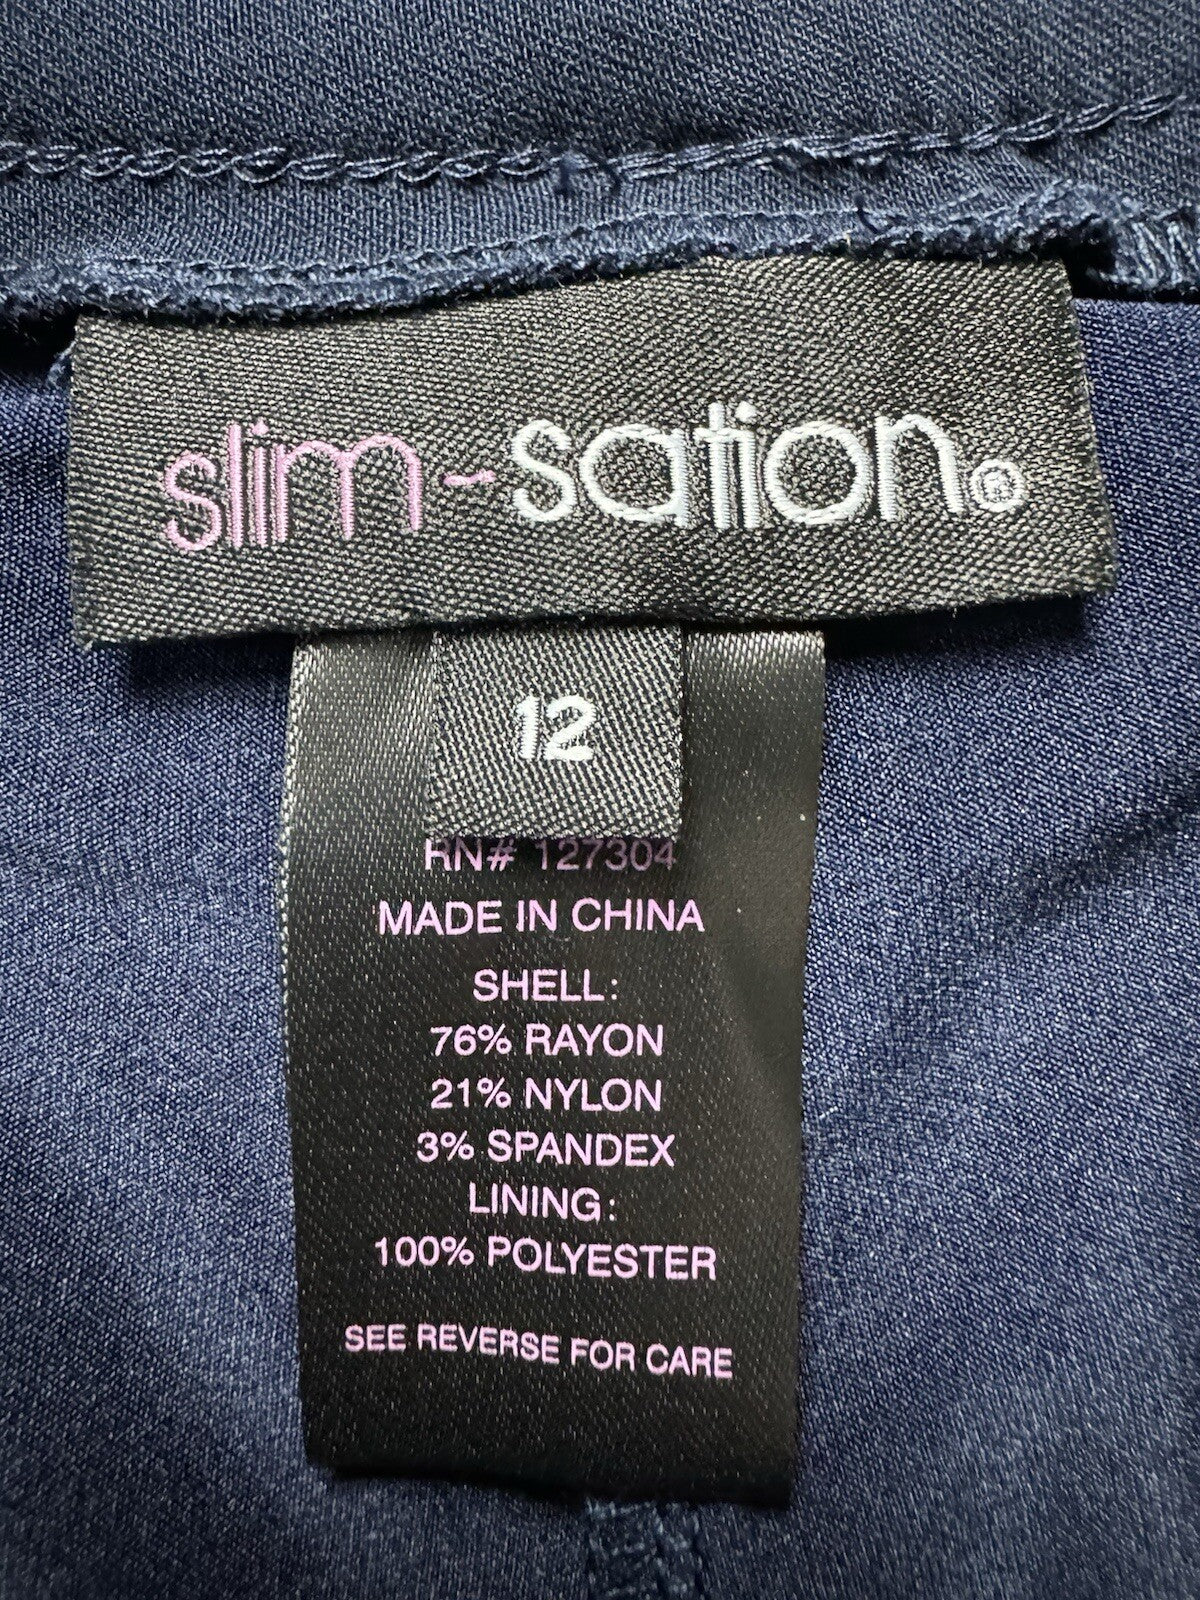 slim-sation®
12
RN# 127304
MADE IN CHINA
SHELL:
76% RAYON
21% NYLON
3% SPANDEX
LINING:
100% POLYESTER
SEE REVERSE FOR CARE